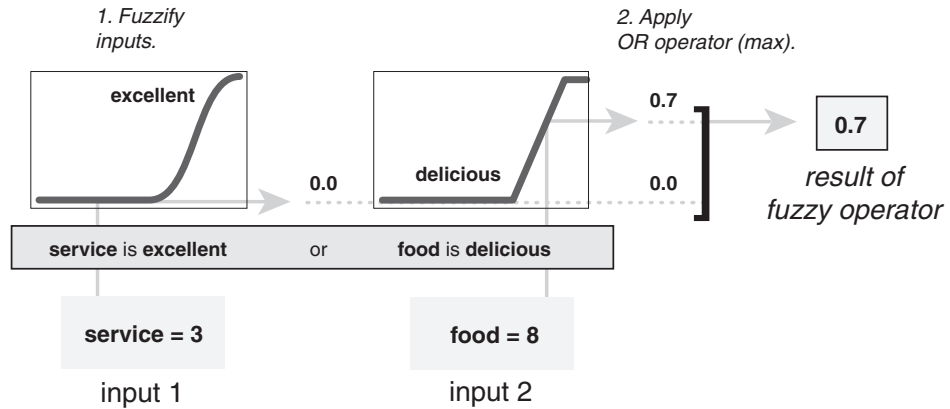 1. Fuzzify
inputs.
2. Apply
OR operator (max).
excellent
0.0
delicious
0.7
0.0
0.7
result of
fuzzy operator
service is excellent or food is delicious
service = 3
food = 8
input 1
input 2